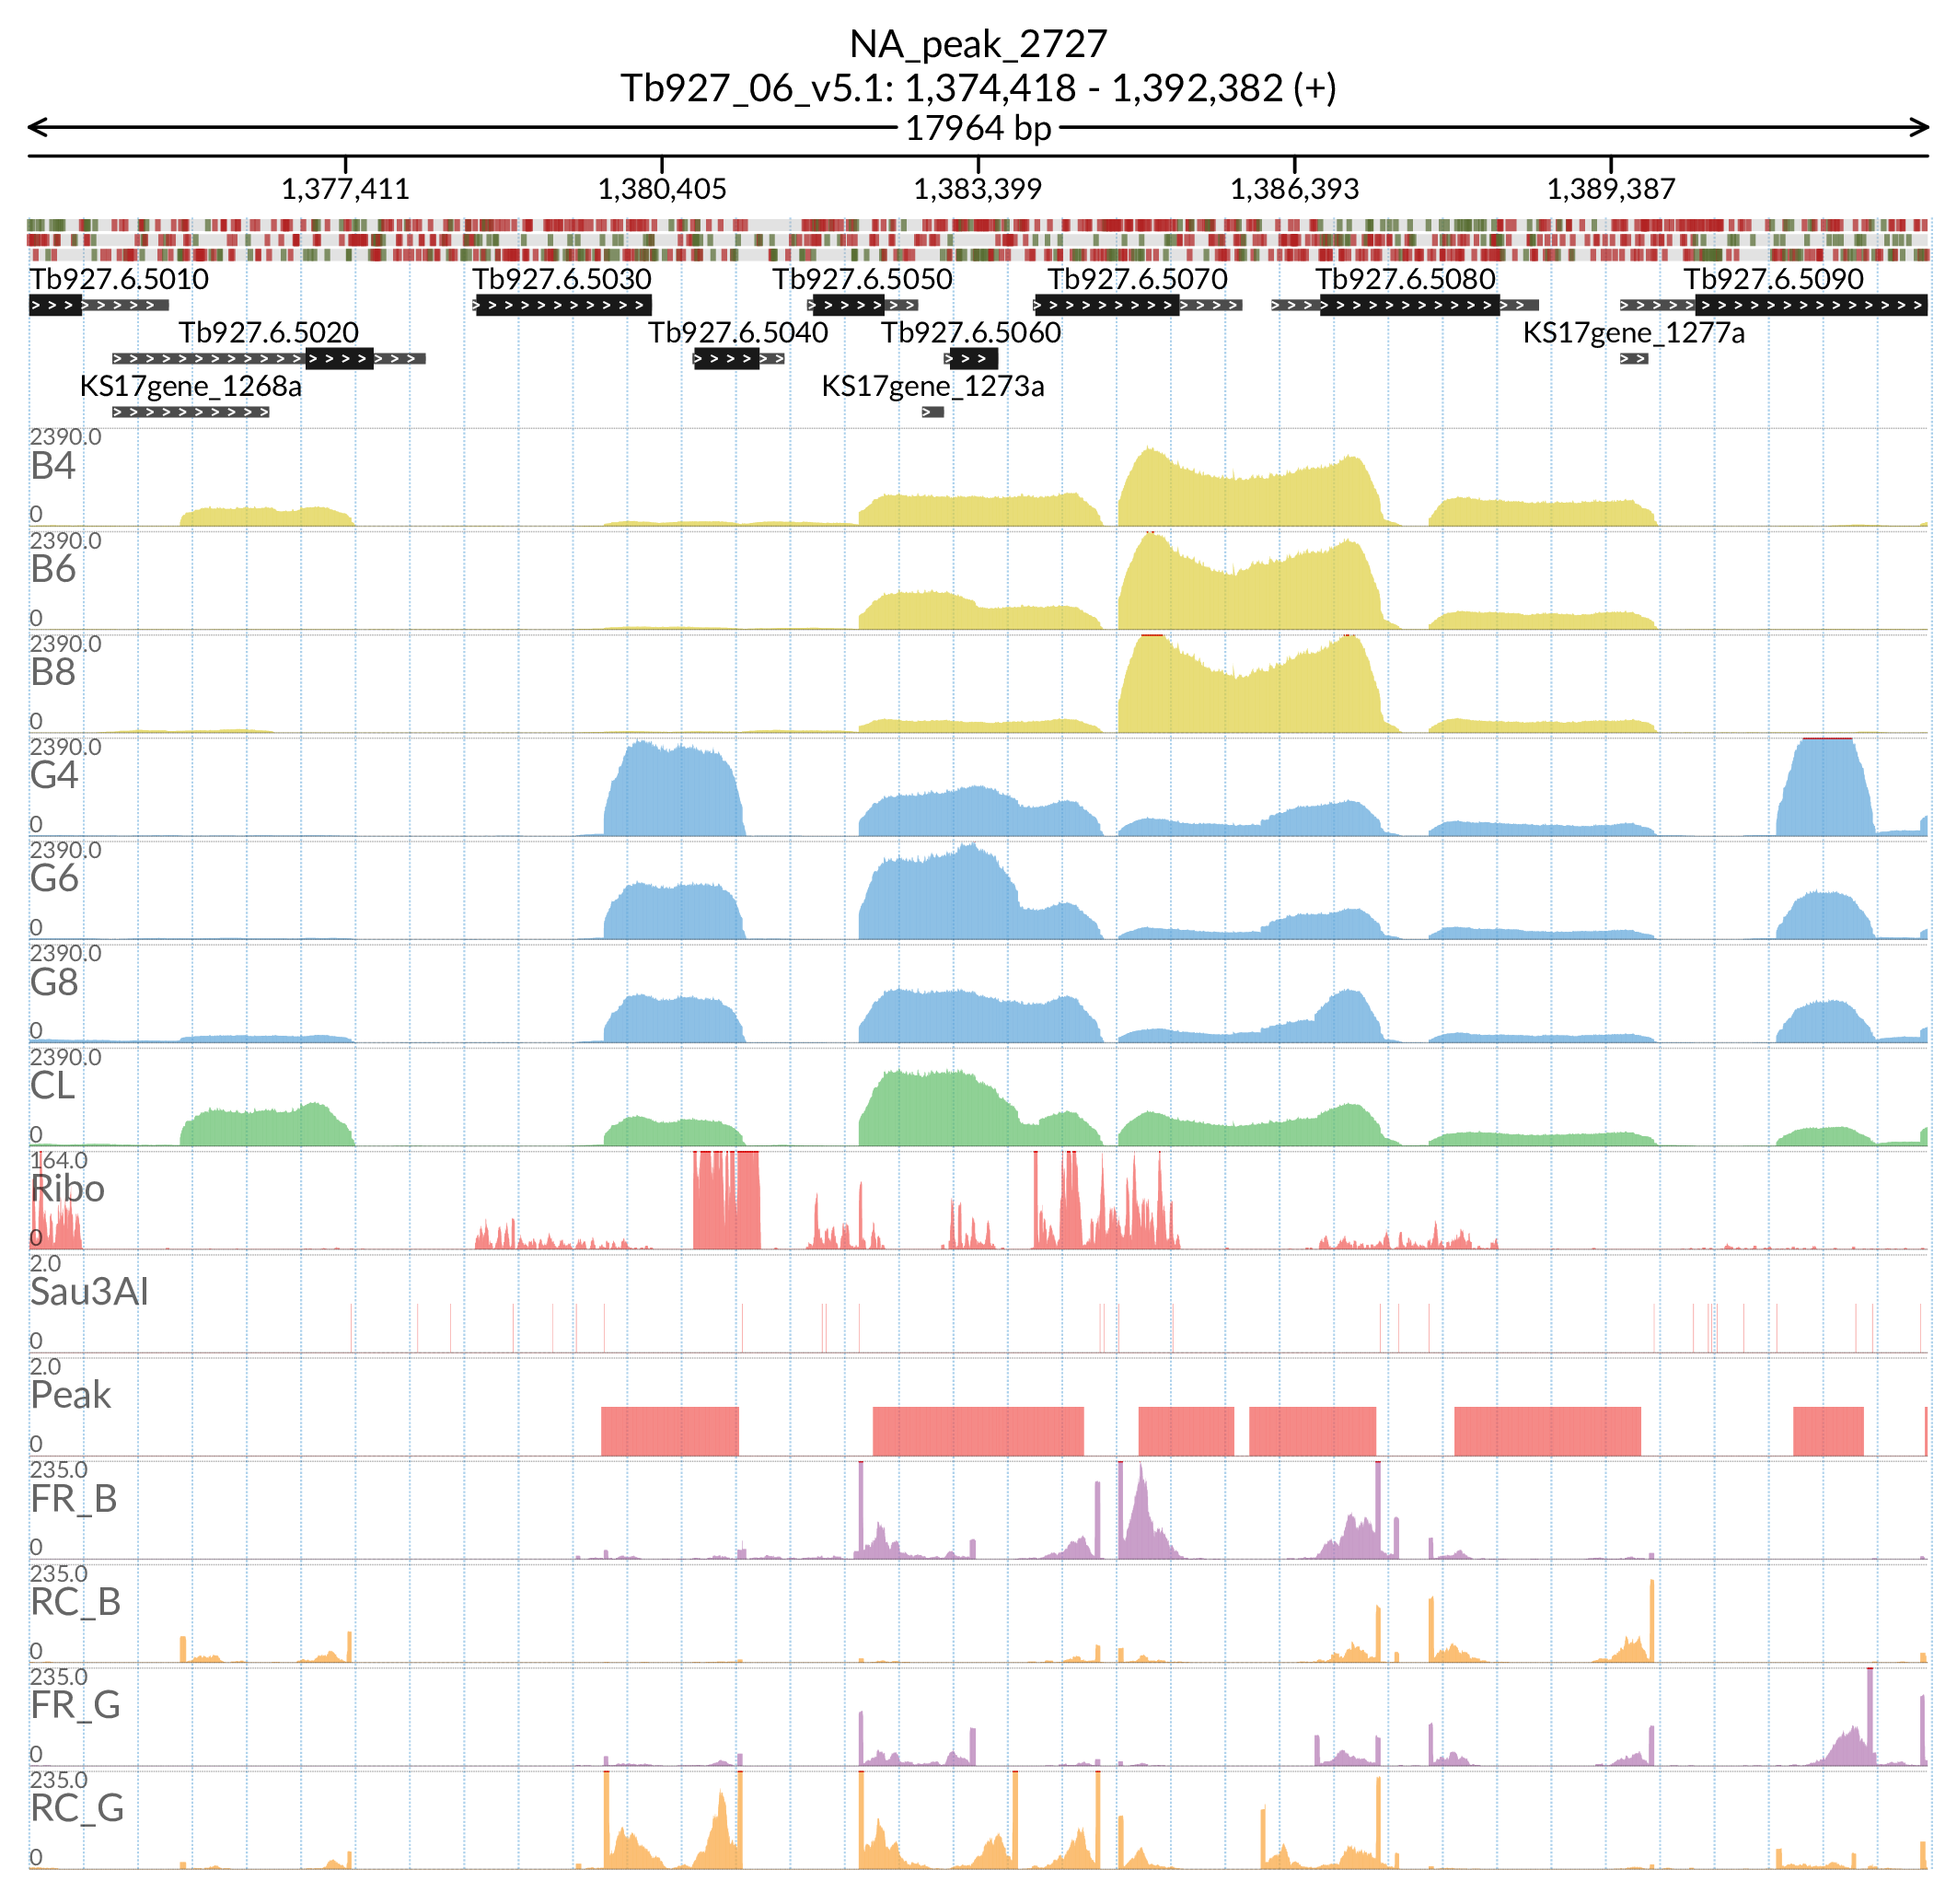 NA_peak_2727
Tb927_06_v5.1: 1,374,418 - 1,392,382 (+)
17964 bp
1,377,411 1,380,405 1,383,399 1,386,393 1,389,387
Tb927.6.5010 Tb927.6.5030 Tb927.6.5050 Tb927.6.5070 Tb927.6.5080 Tb927.6.5090
Tb927.6.5020 Tb927.6.5040 Tb927.6.5060 KS17gene_1277a
KS17gene_1268a KS17gene_1273a
2390.0
B4
0
2390.0
B6
0
2390.0
B8
0
2390.0
G4
0
2390.0
G6
0
2390.0
G8
0
2390.0
CL
0
164.0
Ribo
0
2.0
Sau3AI
0
2.0
Peak
0
235.0
FR_B
0
235.0
RC_B
0
235.0
FR_G
0
235.0
RC_G
0